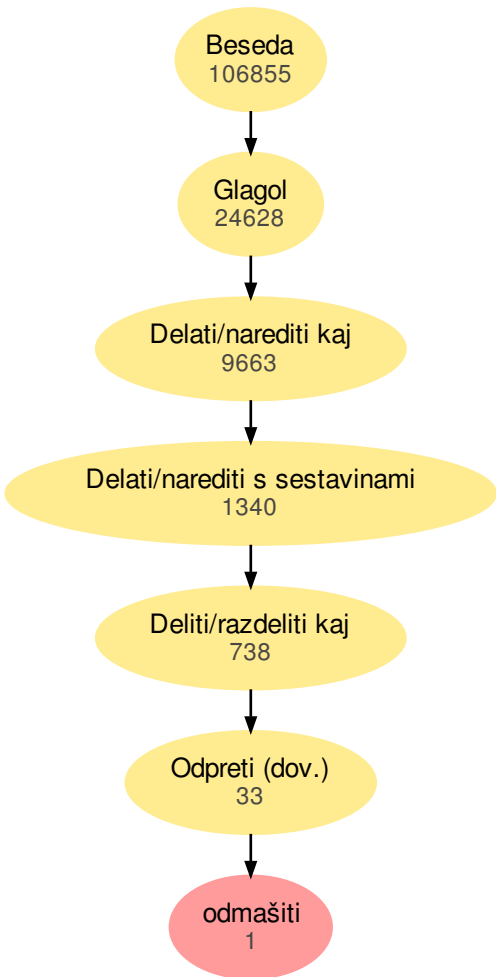 Beseda
106855
Glagol
24628
Delati/narediti kaj
9663
Delati/narediti s sestavinami
1340
Deliti/razdeliti kaj
738
Odpreti (dov.)
33
odmašiti
1